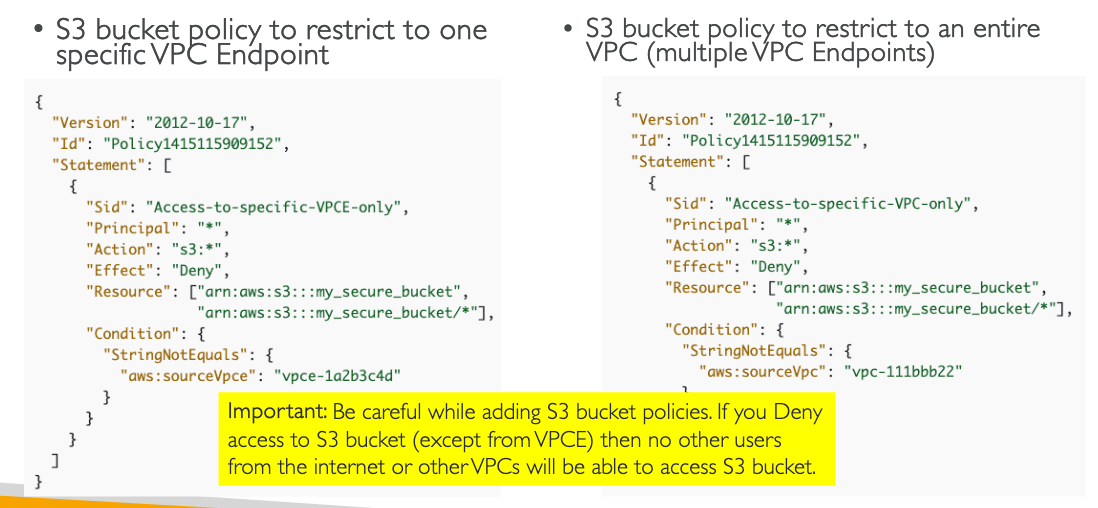 • S3 bucket policy to restrict to one
specific VPC Endpoint
{
"Version": "2012-10-17",
"Id": "Policy1415115909152",
"Statement": [
{
"Sid": "Access-to-specific-VPCE-only",
"Principal": "*",
"Action": "s3:*",
"Effect": "Deny",
"Resource": ["arn:aws:s3:::my_secure_bucket",
"arn:aws:s3:::my_secure_bucket/*"],
"Condition": {
"StringNotEquals": {
"aws:sourceVpce": "vpce-1a2b3c4d"
}
}
}
]
}
• S3 bucket policy to restrict to an entire
VPC (multiple VPC Endpoints)
{
"Version": "2012-10-17",
"Id": "Policy1415115909152",
"Statement": [
{
"Sid": "Access-to-specific-VPC-only",
"Principal": "*",
"Action": "s3:*",
"Effect": "Deny",
"Resource": ["arn:aws:s3:::my_secure_bucket",
"arn:aws:s3:::my_secure_bucket/*"],
"Condition": {
"StringNotEquals": {
"aws:sourceVpc": "vpc-111bbb22"
Important: Be careful while adding S3 bucket policies. If you Deny
access to S3 bucket (except from VPCE) then no other users
from the internet or other VPCs will be able to access S3 bucket.